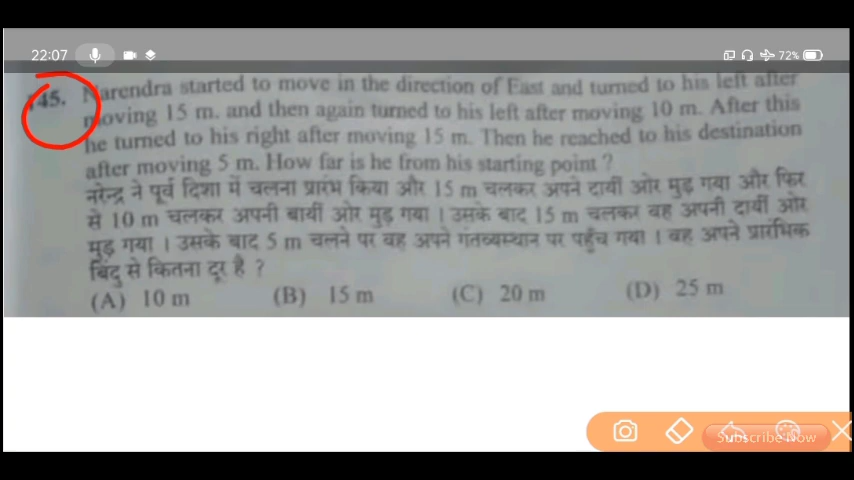 22:07
72%
145. Narendra started to move in the direction of East and turned to his left after
moving 15 m. and then again turned to his left after moving 10 m. After this
he turned to his right after moving 15 m. Then he reached to his destination
after moving 5 m. How far is he from his starting point ?
नरेन्द्र ने पूर्व दिशा में चलना प्रारंभ किया और 15 m चलकर अपने दायीं ओर मुड़ गया और फिर
से 10 m चलकर अपनी बायीं ओर मुड़ गया । उसके बाद 15 m चलकर वह अपनी दायीं ओर
मुड़ गया । उसके बाद 5 m चलने पर वह अपने गंतव्यस्थान पर पहुँच गया । वह अपने प्रारंभिक
बिंदु से कितना दूर है ?
(A) 10 m (B) 15 m (C) 20 m (D) 25 m
Subscribe Now